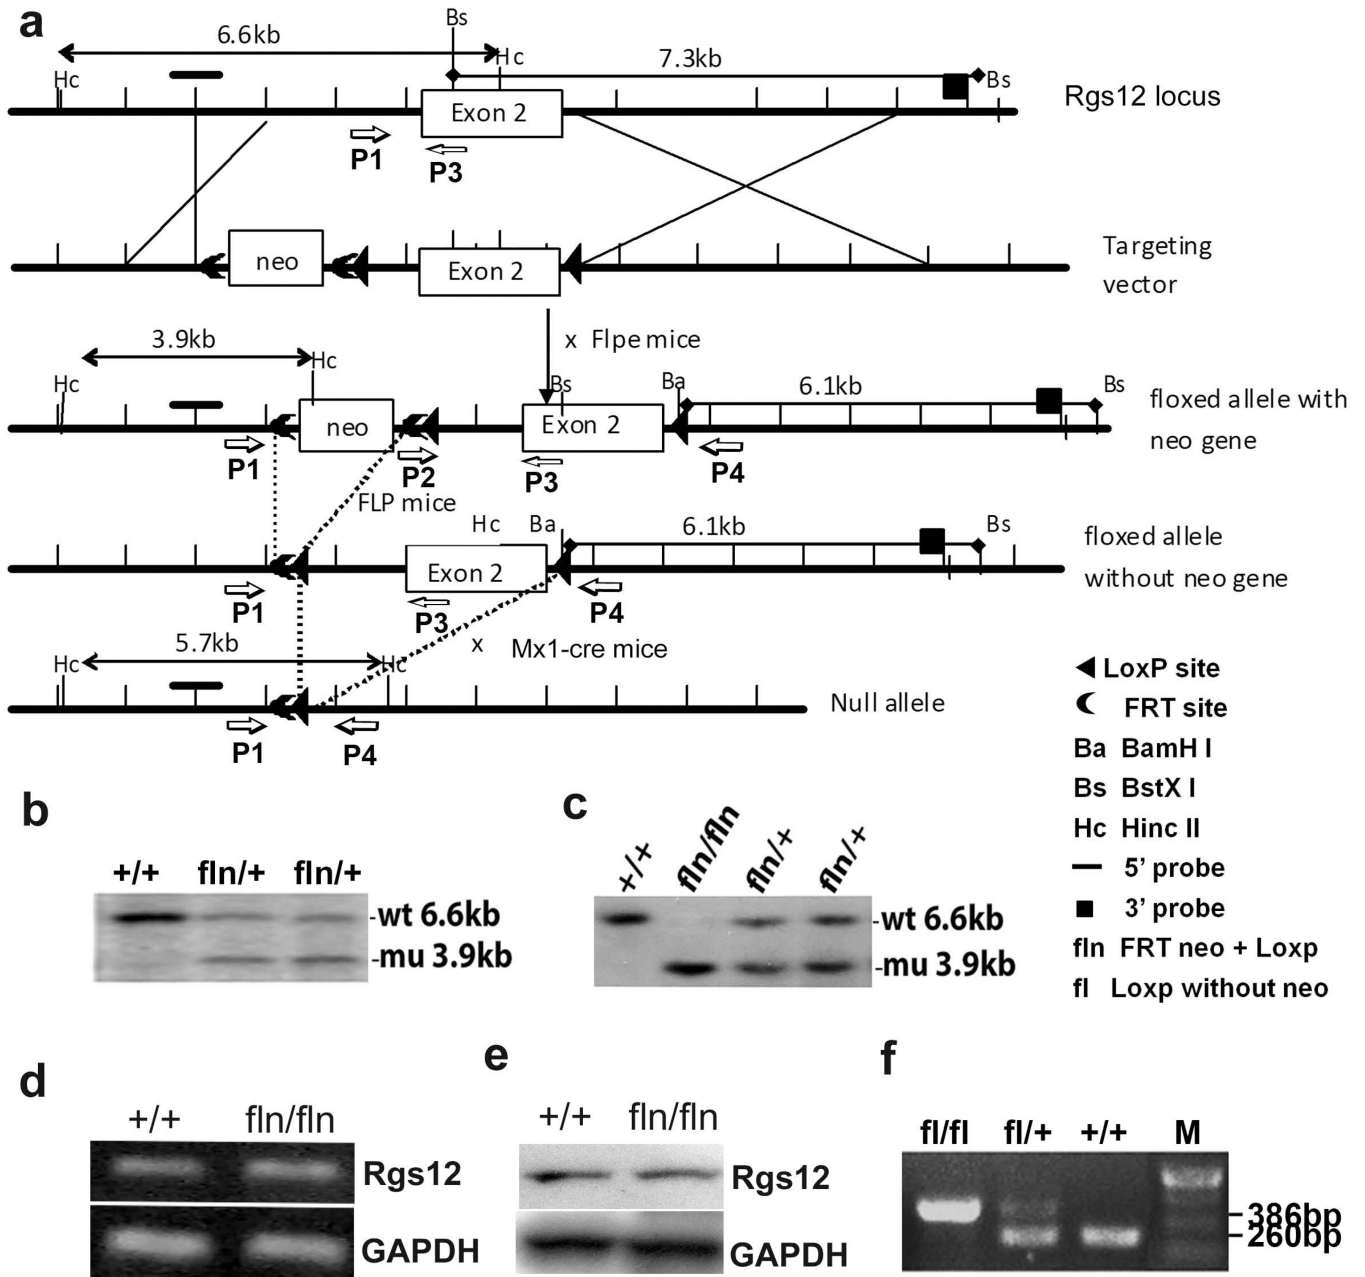 a
6.6kb
Bs
Hc
Hc
7.3kb
Bs
Rgs12 locus
Exon 2
P1
P3
neo
Exon 2
Targeting
vector
3.9kb
x Flpe mice
Hc
Hc
Bs
Ba
6.1kb
Bs
floxed allele with
neo gene
neo
Exon 2
P1
P2
P3
P4
FLP mice
Hc
Ba
6.1kb
Bs
floxed allele
without neo gene
Exon 2
P1
P3
P4
x Mx1-cre mice
5.7kb
Hc
Hc
Null allele
P1
P4
LoxP site
FRT site
Ba BamH I
Bs BstX I
Hc Hinc II
5' probe
3' probe
fln FRT neo + Loxp
fl Loxp without neo
b
+/+ fln/+ fln/+
-wt 6.6kb
-mu 3.9kb
c
+/+ fln/fln fln/+ fln/+
-wt 6.6kb
-mu 3.9kb
d
+/+ fln/fln
Rgs12
GAPDH
e
+/+ fln/fln
Rgs12
GAPDH
f
fl/fl fl/+ +/+ M
386bp
260bp